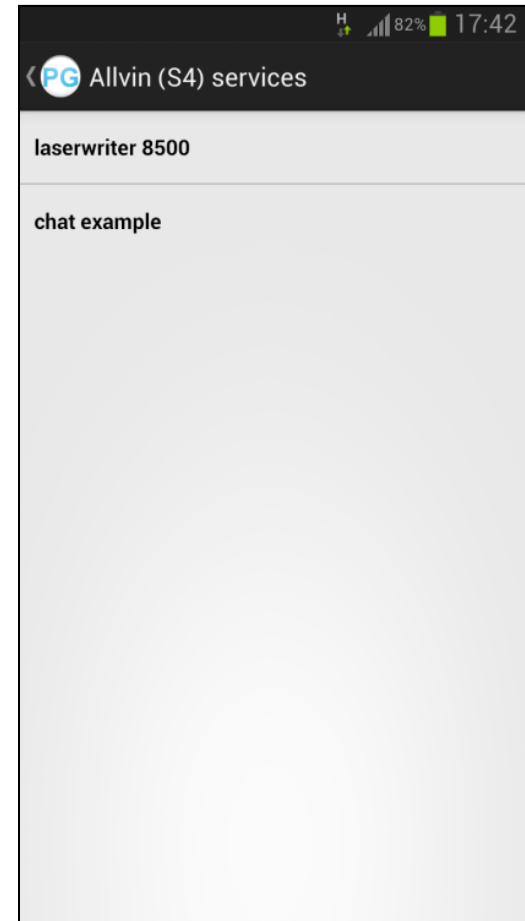 H 82% 17:42
PG Allvin (S4) services
laserwriter 8500
chat example